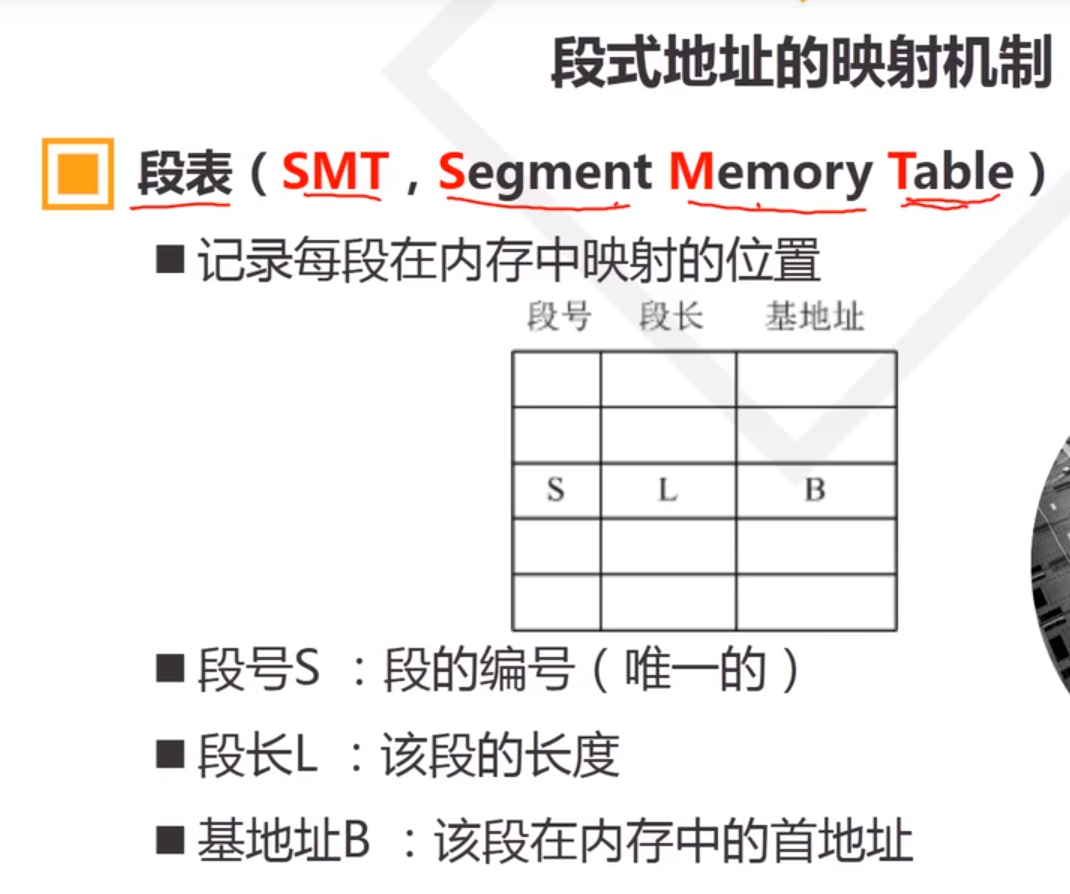 段式地址的映射机制
段表（SMT，Segment Memory Table）
■ 记录每段在内存中映射的位置
段号 段长 基地址
S L B
■ 段号S ：段的编号（唯一的）
■ 段长L ：该段的长度
■ 基地址B ：该段在内存中的首地址